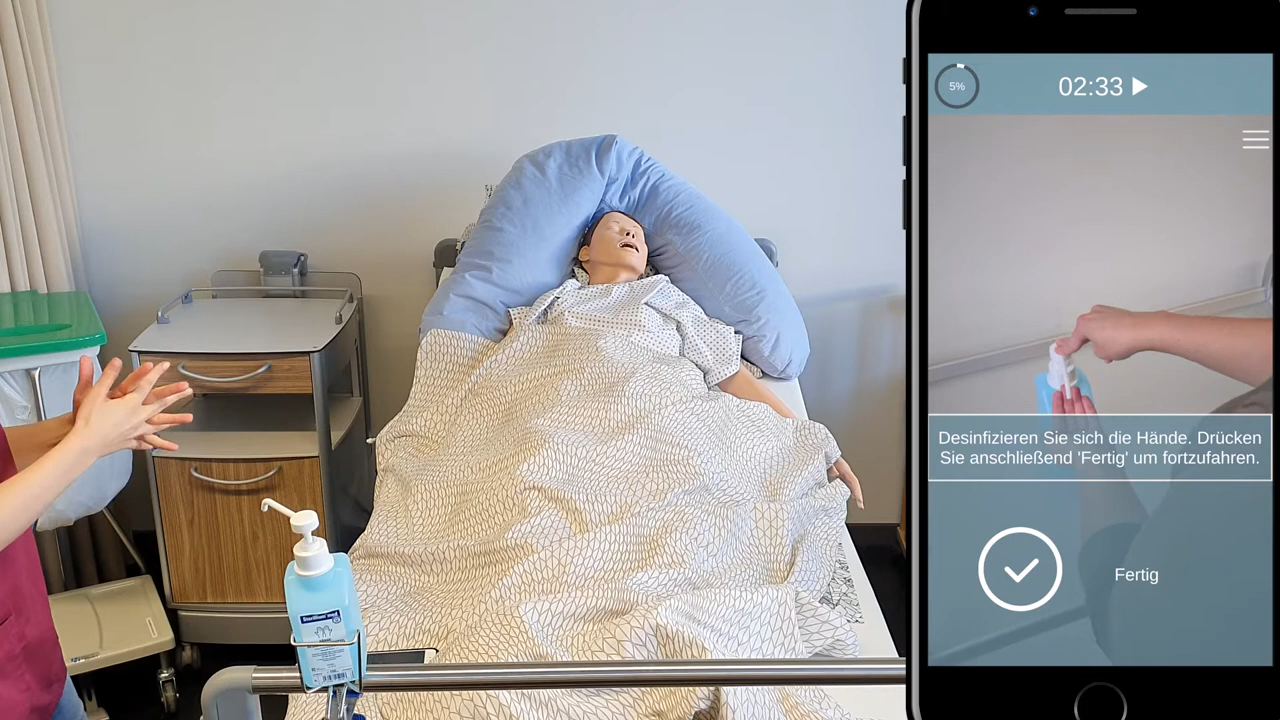 5%
02:33
Desinfizieren Sie sich die Hände. Drücken
Sie anschließend 'Fertig' um fortzufahren.
Fertig